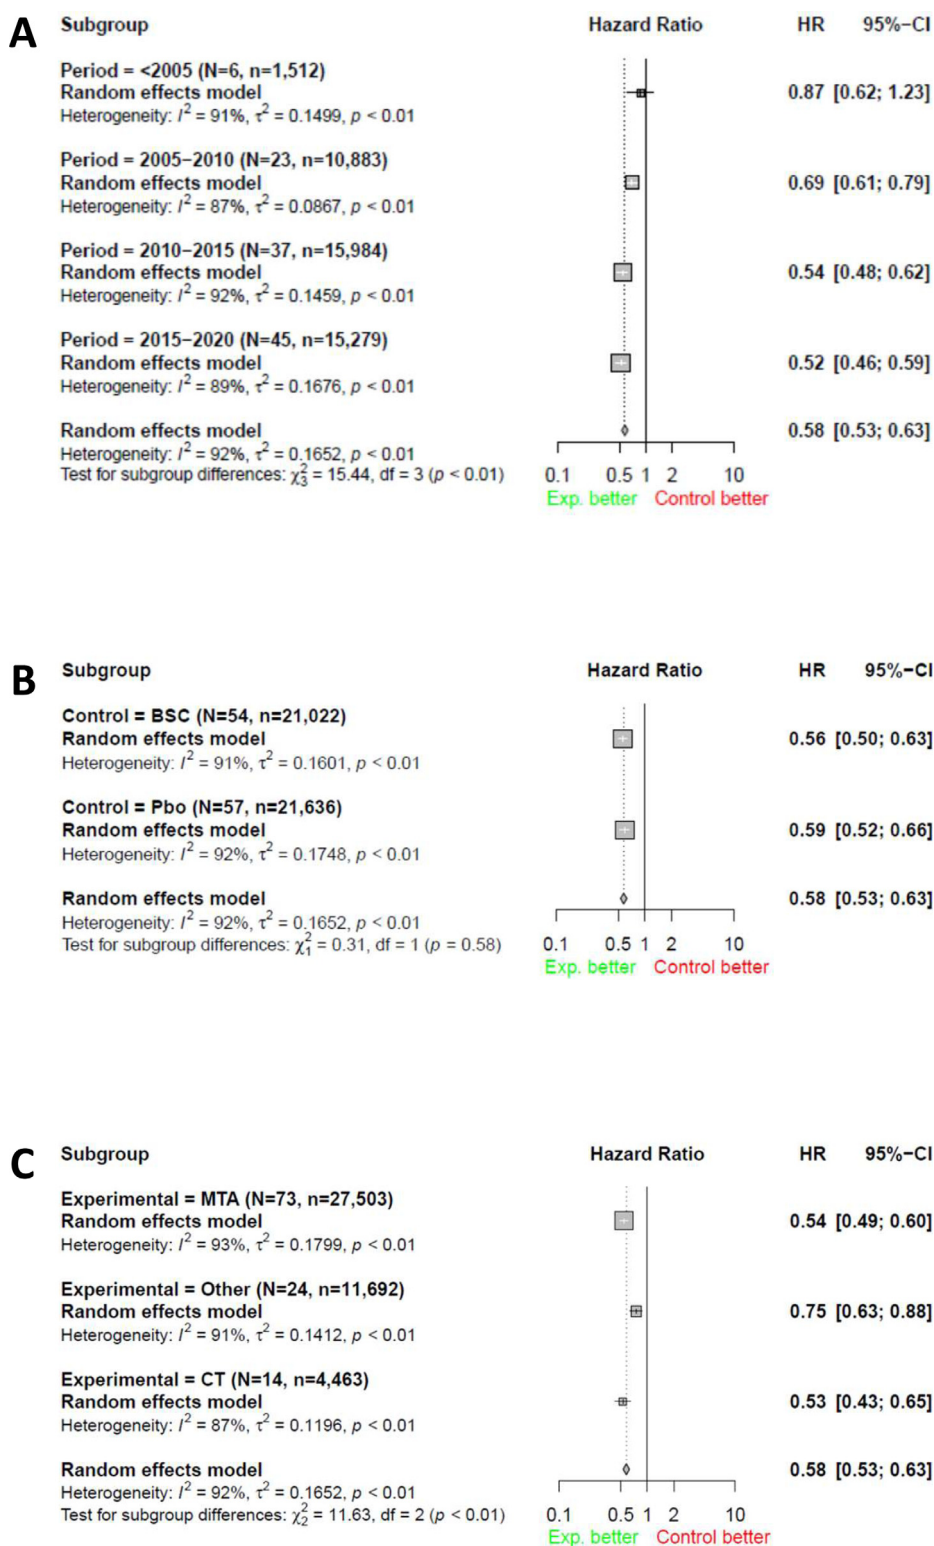 A Subgroup Hazard Ratio HR 95%−CI
Period = <2005 (N=6, n=1,512)
Random effects model 0.87 [0.62; 1.23]
Heterogeneity: I² = 91%, τ² = 0.1499, p < 0.01
Period = 2005−2010 (N=23, n=10,883)
Random effects model 0.69 [0.61; 0.79]
Heterogeneity: I² = 87%, τ² = 0.0867, p < 0.01
Period = 2010−2015 (N=37, n=15,984)
Random effects model 0.54 [0.48; 0.62]
Heterogeneity: I² = 92%, τ² = 0.1459, p < 0.01
Period = 2015−2020 (N=45, n=15,279)
Random effects model 0.52 [0.46; 0.59]
Heterogeneity: I² = 89%, τ² = 0.1676, p < 0.01
Random effects model 0.58 [0.53; 0.63]
Heterogeneity: I² = 92%, τ² = 0.1652, p < 0.01
Test for subgroup differences: χ²₃ = 15.44, df = 3 (p < 0.01) 0.1 0.5 1 2 10
Exp. better Control better
B Subgroup Hazard Ratio HR 95%−CI
Control = BSC (N=54, n=21,022)
Random effects model 0.56 [0.50; 0.63]
Heterogeneity: I² = 91%, τ² = 0.1601, p < 0.01
Control = Pbo (N=57, n=21,636)
Random effects model 0.59 [0.52; 0.66]
Heterogeneity: I² = 92%, τ² = 0.1748, p < 0.01
Random effects model 0.58 [0.53; 0.63]
Heterogeneity: I² = 92%, τ² = 0.1652, p < 0.01
Test for subgroup differences: χ²₁ = 0.31, df = 1 (p = 0.58) 0.1 0.5 1 2 10
Exp. better Control better
C Subgroup Hazard Ratio HR 95%−CI
Experimental = MTA (N=73, n=27,503)
Random effects model 0.54 [0.49; 0.60]
Heterogeneity: I² = 93%, τ² = 0.1799, p < 0.01
Experimental = Other (N=24, n=11,692)
Random effects model 0.75 [0.63; 0.88]
Heterogeneity: I² = 91%, τ² = 0.1412, p < 0.01
Experimental = CT (N=14, n=4,463)
Random effects model 0.53 [0.43; 0.65]
Heterogeneity: I² = 87%, τ² = 0.1196, p < 0.01
Random effects model 0.58 [0.53; 0.63]
Heterogeneity: I² = 92%, τ² = 0.1652, p < 0.01
Test for subgroup differences: χ²₂ = 11.63, df = 2 (p < 0.01) 0.1 0.5 1 2 10
Exp. better Control better